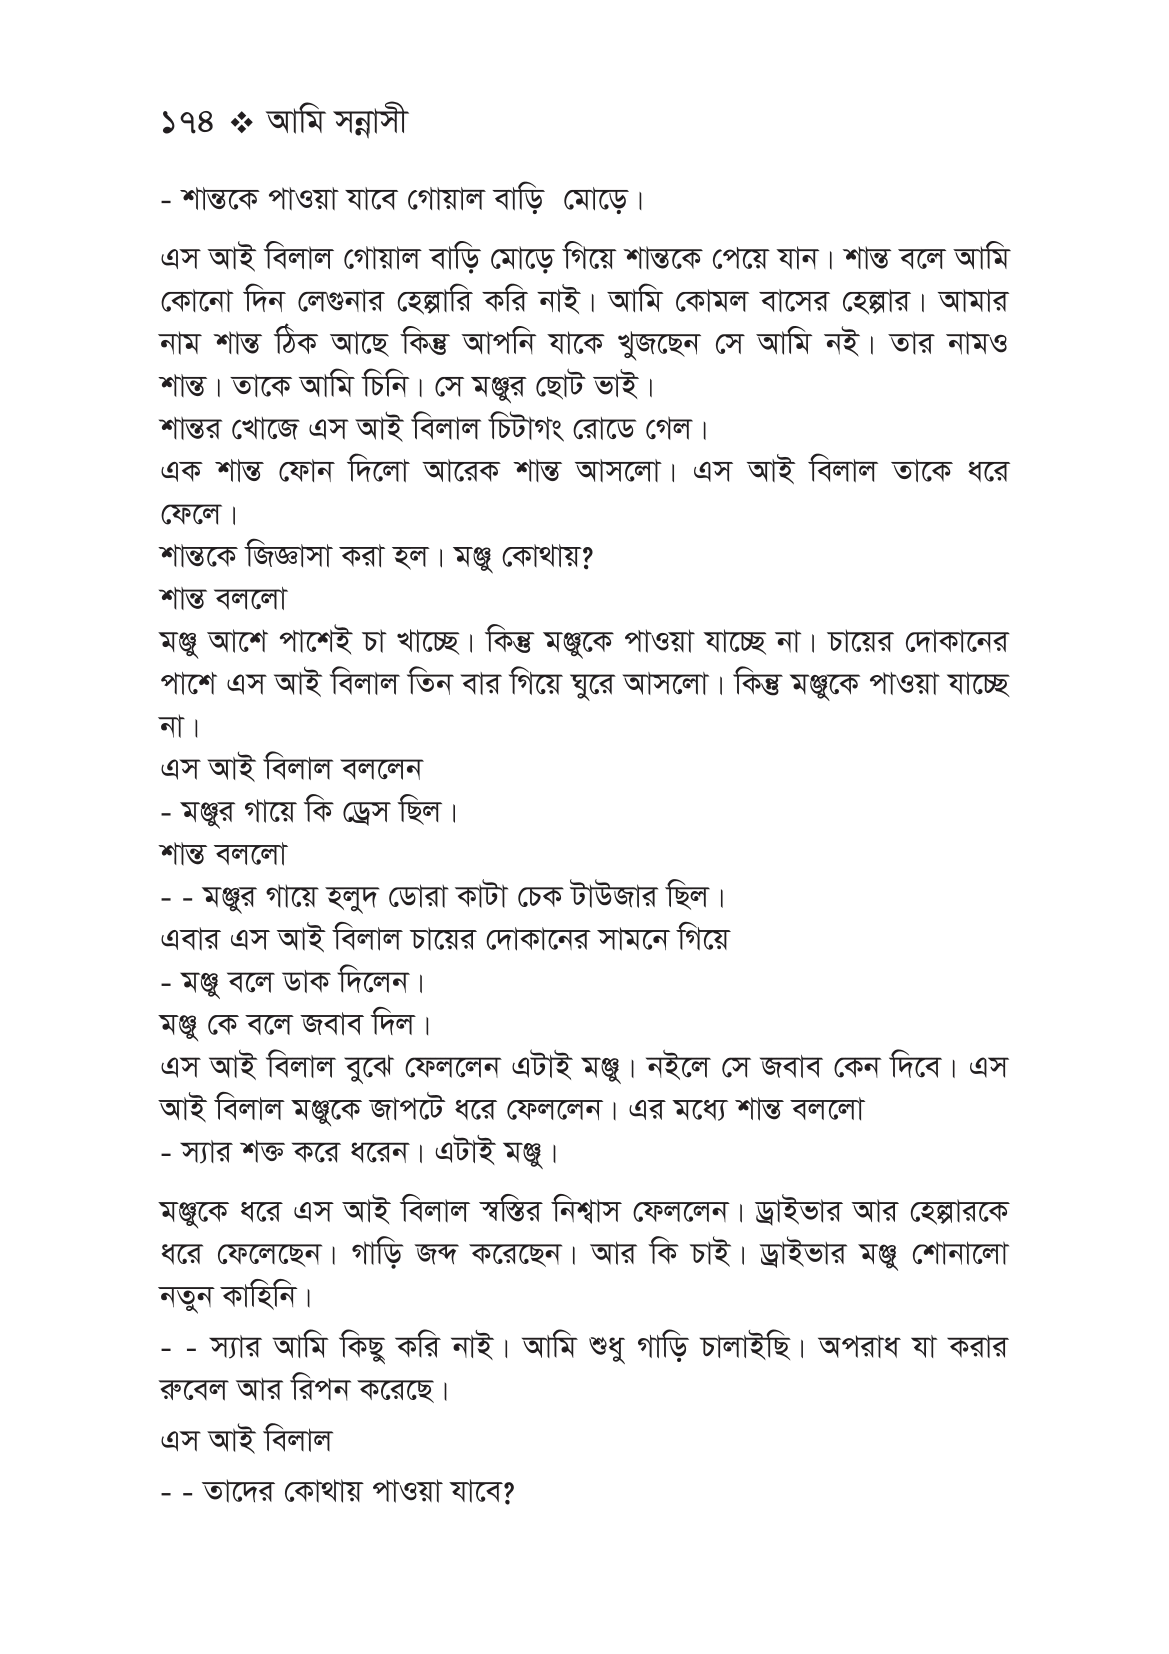 ১৭৪ ❖ আমি সন্নাসী
- শান্তকে পাওয়া যাবে গোয়াল বাড়ি মোড়ে।
এস আই বিলাল গোয়াল বাড়ি মোড়ে গিয়ে শান্তকে পেয়ে যান। শান্ত বলে আমি
কোনো দিন লেগুনার হেল্পারি করি নাই। আমি কোমল বাসের হেল্পার। আমার
নাম শান্ত ঠিক আছে কিন্তু আপনি যাকে খুজছেন সে আমি নই। তার নামও
শান্ত। তাকে আমি চিনি। সে মঞ্জুর ছোট ভাই।
শান্তর খোজে এস আই বিলাল চিটাগং রোডে গেল।
এক শান্ত ফোন দিলো আরেক শান্ত আসলো। এস আই বিলাল তাকে ধরে
ফেলে।
শান্তকে জিজ্ঞাসা করা হল। মঞ্জু কোথায়?
শান্ত বললো
মঞ্জু আশে পাশেই চা খাচ্ছে। কিন্তু মঞ্জুকে পাওয়া যাচ্ছে না। চায়ের দোকানের
পাশে এস আই বিলাল তিন বার গিয়ে ঘুরে আসলো। কিন্তু মঞ্জুকে পাওয়া যাচ্ছে
না।
এস আই বিলাল বললেন
- মঞ্জুর গায়ে কি ড্রেস ছিল।
শান্ত বললো
- - মঞ্জুর গায়ে হলুদ ডোরা কাটা চেক টাউজার ছিল।
এবার এস আই বিলাল চায়ের দোকানের সামনে গিয়ে
- মঞ্জু বলে ডাক দিলেন।
মঞ্জু কে বলে জবাব দিল।
এস আই বিলাল বুঝে ফেললেন এটাই মঞ্জু। নইলে সে জবাব কেন দিবে। এস
আই বিলাল মঞ্জুকে জাপটে ধরে ফেললেন। এর মধ্যে শান্ত বললো
- স্যার শক্ত করে ধরেন। এটাই মঞ্জু।
মঞ্জুকে ধরে এস আই বিলাল স্বস্তির নিশ্বাস ফেললেন। ড্রাইভার আর হেল্পারকে
ধরে ফেলেছেন। গাড়ি জব্দ করেছেন। আর কি চাই। ড্রাইভার মঞ্জু শোনালো
নতুন কাহিনি।
- - স্যার আমি কিছু করি নাই। আমি শুধু গাড়ি চালাইছি। অপরাধ যা করার
রুবেল আর রিপন করেছে।
এস আই বিলাল
- - তাদের কোথায় পাওয়া যাবে?